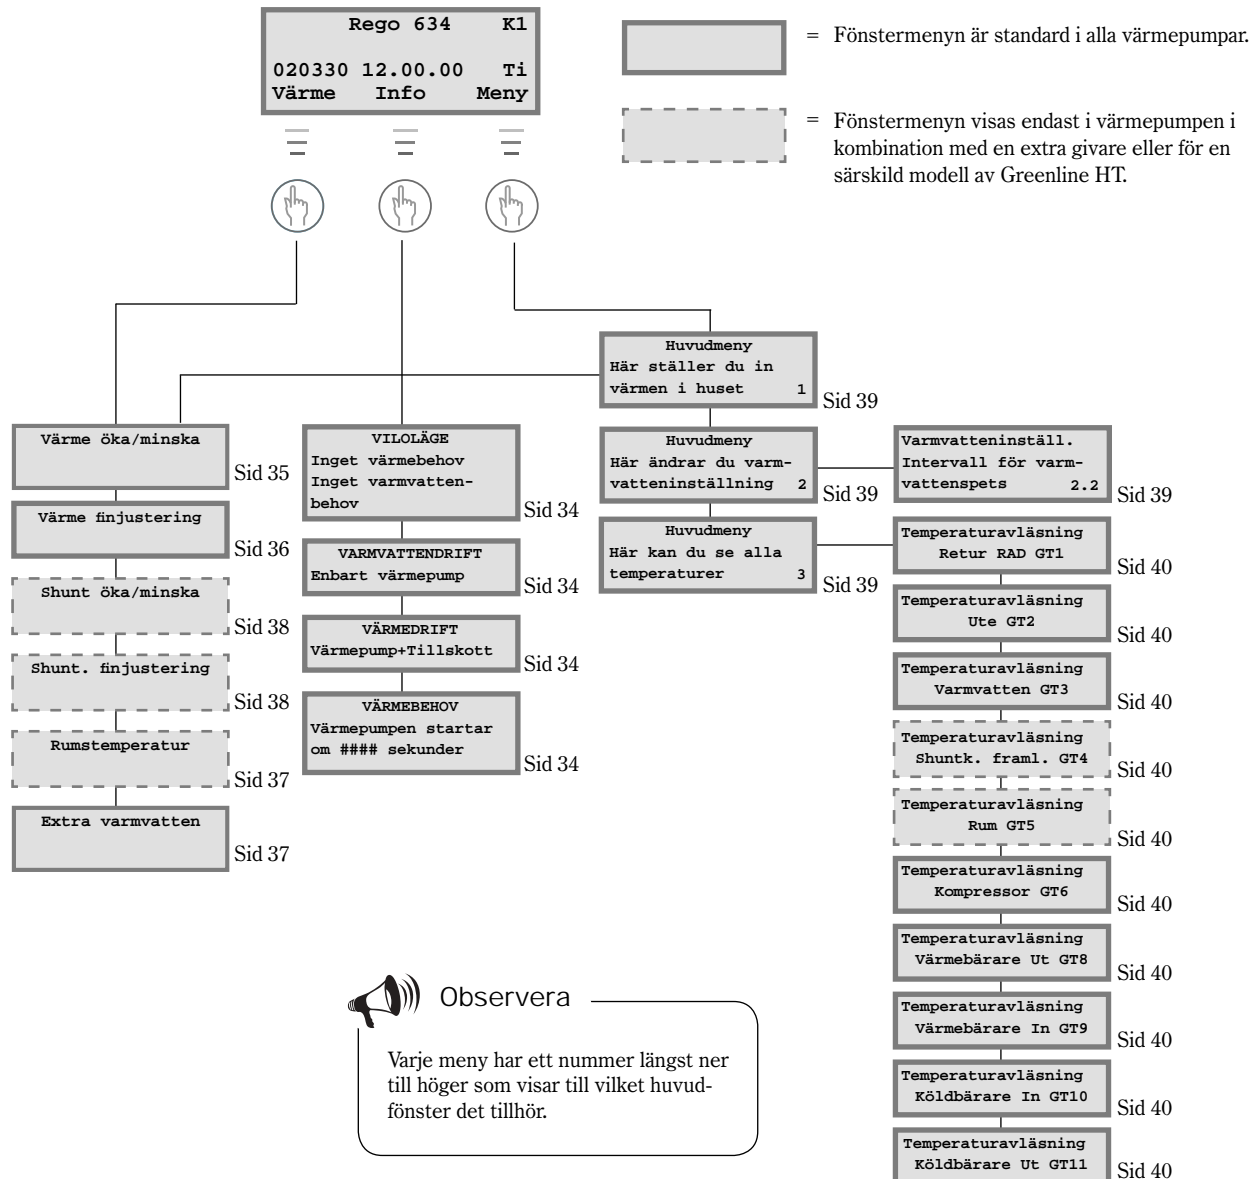 Rego 634 K1
020330 12.00.00 Ti
Värme Info Meny
= Fönstermenyn är standard i alla värmepumpar.
= Fönstermenyn visas endast i värmepumpen i
kombination med en extra givare eller för en
särskild modell av Greenline HT.
Värme öka/minska
Sid 35
Värme finjustering
Sid 36
Shunt öka/minska
Sid 38
Shunt. finjustering
Sid 38
Rumstemperatur
Sid 37
Extra varmvatten
Sid 37
VILOLÄGE
Inget värmebehov
Inget varmvatten-
behov
Sid 34
VARMVATTENDRIFT
Enbart värmepump
Sid 34
VÄRMEDRIFT
Värmepump+Tillskott
Sid 34
VÄRMEBEHOV
Värmepumpen startar
om #### sekunder
Sid 34
Huvudmeny
Här ställer du in
värmen i huset 1
Sid 39
Huvudmeny
Här ändrar du varm-
vatteninställning 2
Sid 39
Huvudmeny
Här kan du se alla
temperaturer 3
Sid 39
Varmvatteninställ.
Intervall för varm-
vattenspets 2.2
Sid 39
Temperaturavläsning
Retur RAD GT1
Sid 40
Temperaturavläsning
Ute GT2
Sid 40
Temperaturavläsning
Varmvatten GT3
Sid 40
Temperaturavläsning
Shuntk. framl. GT4
Sid 40
Temperaturavläsning
Rum GT5
Sid 40
Temperaturavläsning
Kompressor GT6
Sid 40
Temperaturavläsning
Värmebärare Ut GT8
Sid 40
Temperaturavläsning
Värmebärare In GT9
Sid 40
Temperaturavläsning
Köldbärare In GT10
Sid 40
Temperaturavläsning
Köldbärare Ut GT11
Sid 40
Observera
Varje meny har ett nummer längst ner
till höger som visar till vilket huvud-
fönster det tillhör.